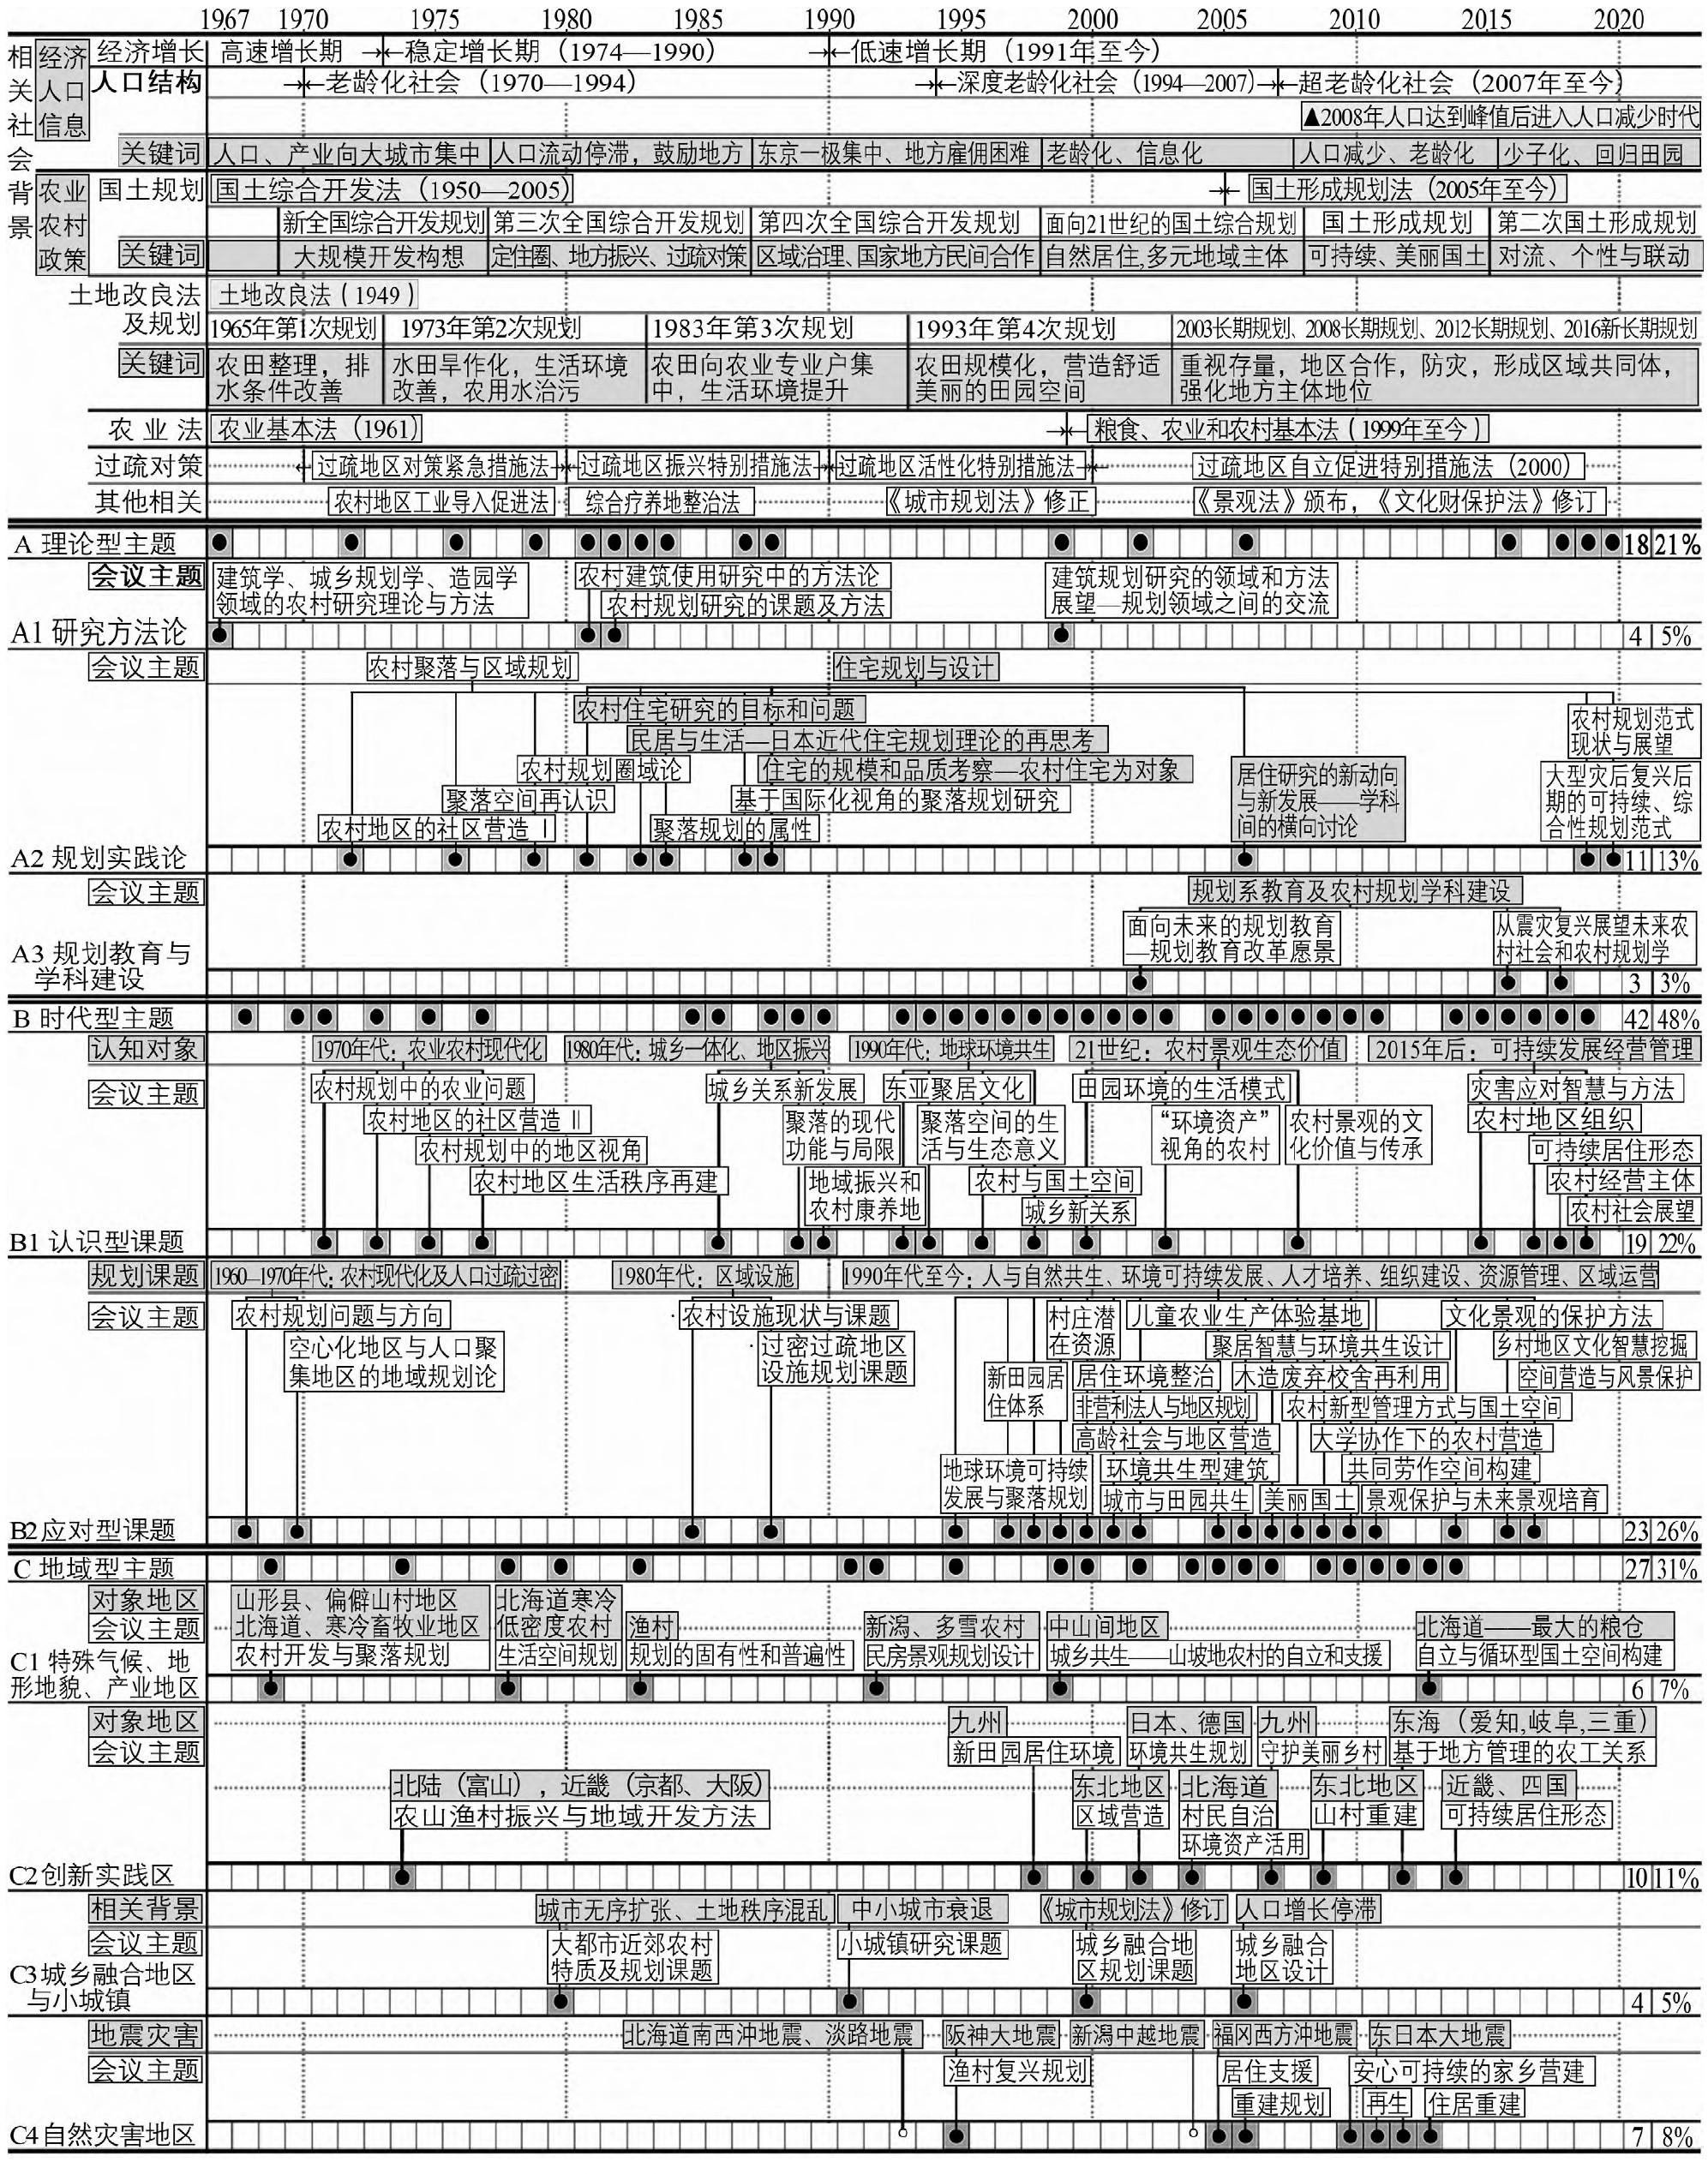 1967 1970 1975 1980 1985 1990 1995 2000 2005 2010 2015 2020
相关社会背景
经济人口信息
经济增长 高速增长期 稳定增长期（1974—1990） 低速增长期（1991年至今）
人口结构 老龄化社会（1970—1994） 深度老龄化社会（1994—2007） 超老龄化社会（2007年至今）
▲2008年人口达到峰值后进入人口减少时代
关键词 人口、产业向大城市集中 人口流动停滞，鼓励地方 东京一极集中、地方雇佣困难 老龄化、信息化 人口减少、老龄化 少子化、回归田园
农业农村政策
国土规划 国土综合开发法（1950—2005） 国土形成规划法（2005年至今）
新全国综合开发规划 第三次全国综合开发规划 第四次全国综合开发规划 面向21世纪的国土综合规划 国土形成规划 第二次国土形成规划
关键词 大规模开发构想 定住圈、地方振兴、过疏对策 区域治理、国家地方民间合作 自然居住,多元地域主体 可持续、美丽国土 对流、个性与联动
土地改良法 土地改良法（1949）
及规划 1965年第1次规划 1973年第2次规划 1983年第3次规划 1993年第4次规划 2003长期规划、2008长期规划、2012长期规划、2016新长期规划
关键词 农田整理，排 水田旱作化，生活环境 农田向农业专业户集 农田规模化，营造舒适 重视存量，地区合作，防灾，形成区域共同体，
水条件改善 改善，农用水治污 中，生活环境提升 美丽的田园空间 强化地方主体地位
农业法 农业基本法（1961） 粮食、农业和农村基本法（1999年至今）
过疏对策 过疏地区对策紧急措施法 过疏地区振兴特别措施法 过疏地区活性化特别措施法 过疏地区自立促进特别措施法（2000）
其他相关 农村地区工业导入促进法 综合疗养地整治法 《城市规划法》修正 《景观法》颁布，《文化财保护法》修订
A 理论型主题 18 21%
会议主题 建筑学、城乡规划学、造园学 农村建筑使用研究中的方法论 建筑规划研究的领域和方法
领域的农村研究理论与方法 农村规划研究的课题及方法 展望—规划领域之间的交流
A1 研究方法论 4 5%
会议主题 农村聚落与区域规划 住宅规划与设计
农村住宅研究的目标和问题 农村规划范式
民居与生活—日本近代住宅规划理论的再思考 现状与展望
农村规划圈域论 住宅的规模和品质考察—农村住宅为对象 居住研究的新动向 大型灾后复兴后
聚落空间再认识 基于国际化视角的聚落规划研究 与新发展——学科 期的可持续、综
农村地区的社区营造 I 聚落规划的属性 间的横向讨论 合性规划范式
A2 规划实践论 11 13%
会议主题 规划系教育及农村规划学科建设
面向未来的规划教育 从震灾复兴展望未来农
A3 规划教育与 —规划教育改革愿景 村社会和农村规划学
学科建设 3 3%
B 时代型主题 42 48%
认知对象 1970年代：农业农村现代化 1980年代：城乡一体化、地区振兴 1990年代：地球环境共生 21世纪：农村景观生态价值 2015年后：可持续发展经营管理
会议主题 农村规划中的农业问题 城乡关系新发展 东亚聚居文化 田园环境的生活模式 灾害应对智慧与方法
农村地区的社区营造 II 聚落的现代 聚落空间的生 “环境资产” 农村景观的文 农村地区组织
农村规划中的地区视角 功能与局限 活与生态意义 视角的农村 化价值与传承 可持续居住形态
农村地区生活秩序再建 地域振兴和 农村与国土空间 农村经营主体
农村康养地 城乡新关系 农村社会展望
B1 认识型课题 19 22%
规划课题 1960—1970年代：农村现代化及人口过疏过密 1980年代：区域设施 1990年代至今：人与自然共生、环境可持续发展、人才培养、组织建设、资源管理、区域运营
会议主题 农村规划问题与方向 农村设施现状与课题 村庄潜 儿童农业生产体验基地 文化景观的保护方法
空心化地区与人口聚 过密过疏地区 在资源 聚居智慧与环境共生设计 乡村地区文化智慧挖掘
集地区的地域规划论 设施规划课题 新田园居 居住环境整治 木造废弃校舍再利用 空间营造与风景保护
住体系 非营利法人与地区规划 农村新型管理方式与国土空间
高龄社会与地区营造 大学协作下的农村营造
地球环境可持续 环境共生型建筑 共同劳作空间构建
发展与聚落规划 城市与田园共生 美丽国土 景观保护与未来景观培育
B2应对型课题 23 26%
C 地域型主题 27 31%
对象地区 山形县、偏僻山村地区 北海道寒冷
会议主题 北海道、寒冷畜牧业地区 低密度农村 渔村 新潟、多雪农村 中山间地区 北海道——最大的粮仓
C1 特殊气候、地 农村开发与聚落规划 生活空间规划 规划的固有性和普遍性 民房景观规划设计 城乡共生——山坡地农村的自立和支援 自立与循环型国土空间构建
形地貌、产业地区 6 7%
对象地区 九州 日本、德国 九州 东海（爱知,岐阜,三重）
会议主题 新田园居住环境 环境共生规划 守护美丽乡村 基于地方管理的农工关系
北陆（富山），近畿（京都、大阪） 东北地区 北海道 东北地区 近畿、四国
农山渔村振兴与地域开发方法 区域营造 村民自治 山村重建 可持续居住形态
环境资产活用
C2创新实践区 10 11%
相关背景 城市无序扩张、土地秩序混乱 中小城市衰退 《城市规划法》修订 人口增长停滞
会议主题 大都市近郊农村 小城镇研究课题 城乡融合地 城乡融合
C3城乡融合地区 特质及规划课题 区规划课题 地区设计
与小城镇 4 5%
地震灾害 北海道南西沖地震、淡路地震 阪神大地震 新潟中越地震 福冈西方沖地震 东日本大地震
会议主题 渔村复兴规划 居住支援 安心可持续的家乡营建
重建规划 再生 住居重建
C4自然灾害地区 7 8%